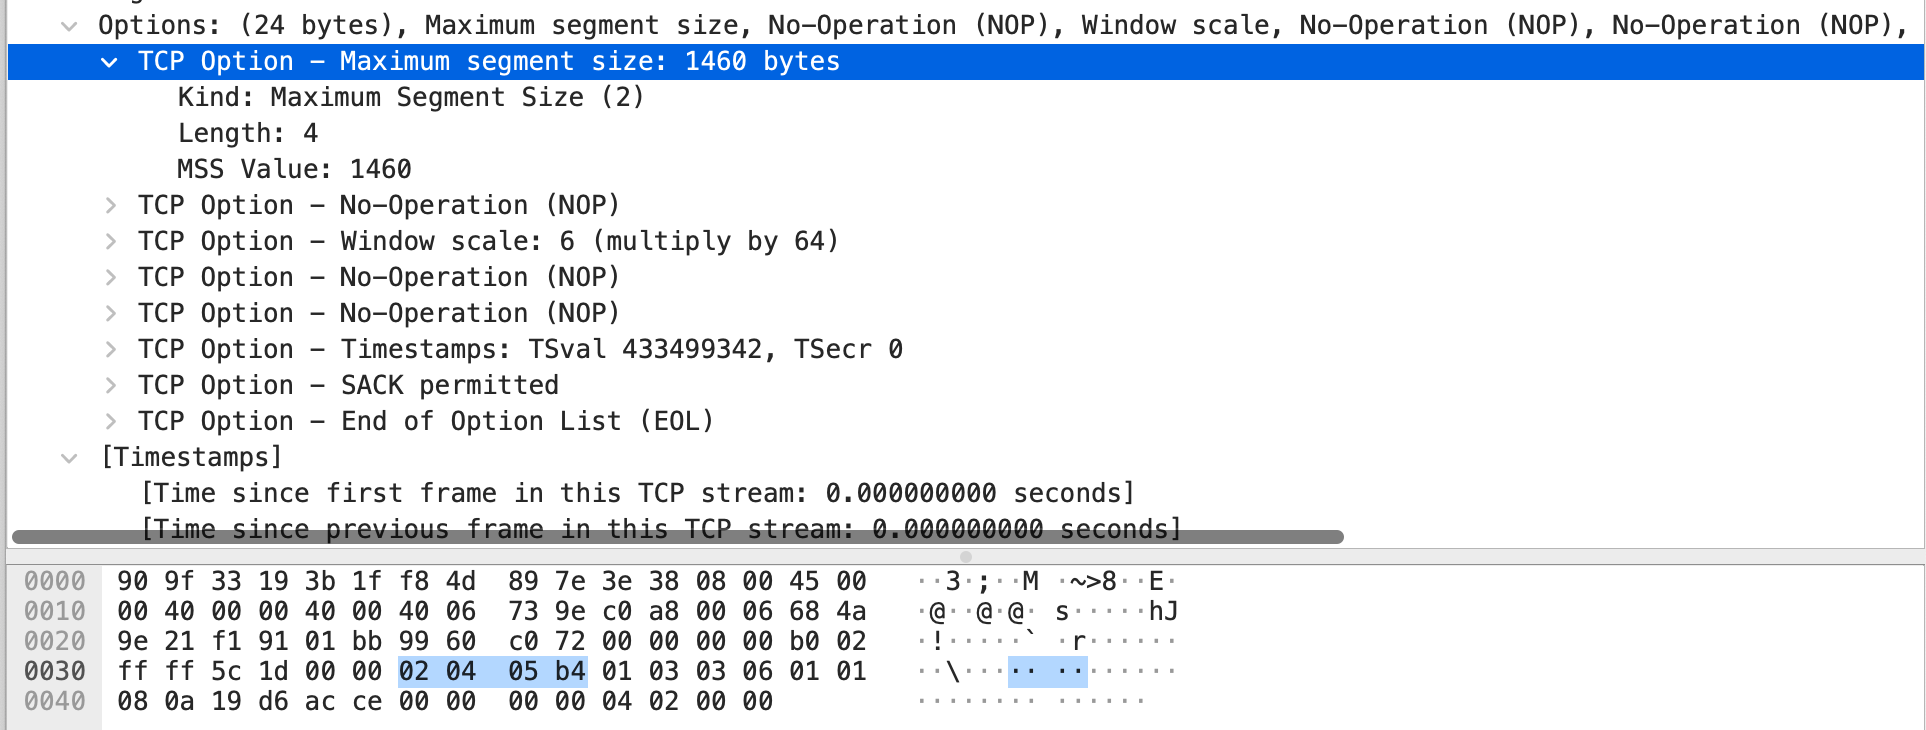 Options: (24 bytes), Maximum segment size, No-Operation (NOP), Window scale, No-Operation (NOP), No-Operation (NOP),
TCP Option – Maximum segment size: 1460 bytes
Kind: Maximum Segment Size (2)
Length: 4
MSS Value: 1460
TCP Option – No-Operation (NOP)
TCP Option – Window scale: 6 (multiply by 64)
TCP Option – No-Operation (NOP)
TCP Option – No-Operation (NOP)
TCP Option – Timestamps: TSval 433499342, TSecr 0
TCP Option – SACK permitted
TCP Option – End of Option List (EOL)
[Timestamps]
[Time since first frame in this TCP stream: 0.000000000 seconds]
[Time since previous frame in this TCP stream: 0.000000000 seconds]
0000 90 9f 33 19 3b 1f f8 4d 89 7e 3e 38 08 00 45 00 ··3·;··M ·~>8··E·
0010 00 40 00 00 40 00 40 06 73 9e c0 a8 00 06 68 4a ·@··@·@· s·····hJ
0020 9e 21 f1 91 01 bb 99 60 c0 72 00 00 00 00 b0 02 ·!·····` ·r······
0030 ff ff 5c 1d 00 00 02 04 05 b4 01 03 03 06 01 01 ··\····· ········
0040 08 0a 19 d6 ac ce 00 00 00 00 04 02 00 00 ········ ······